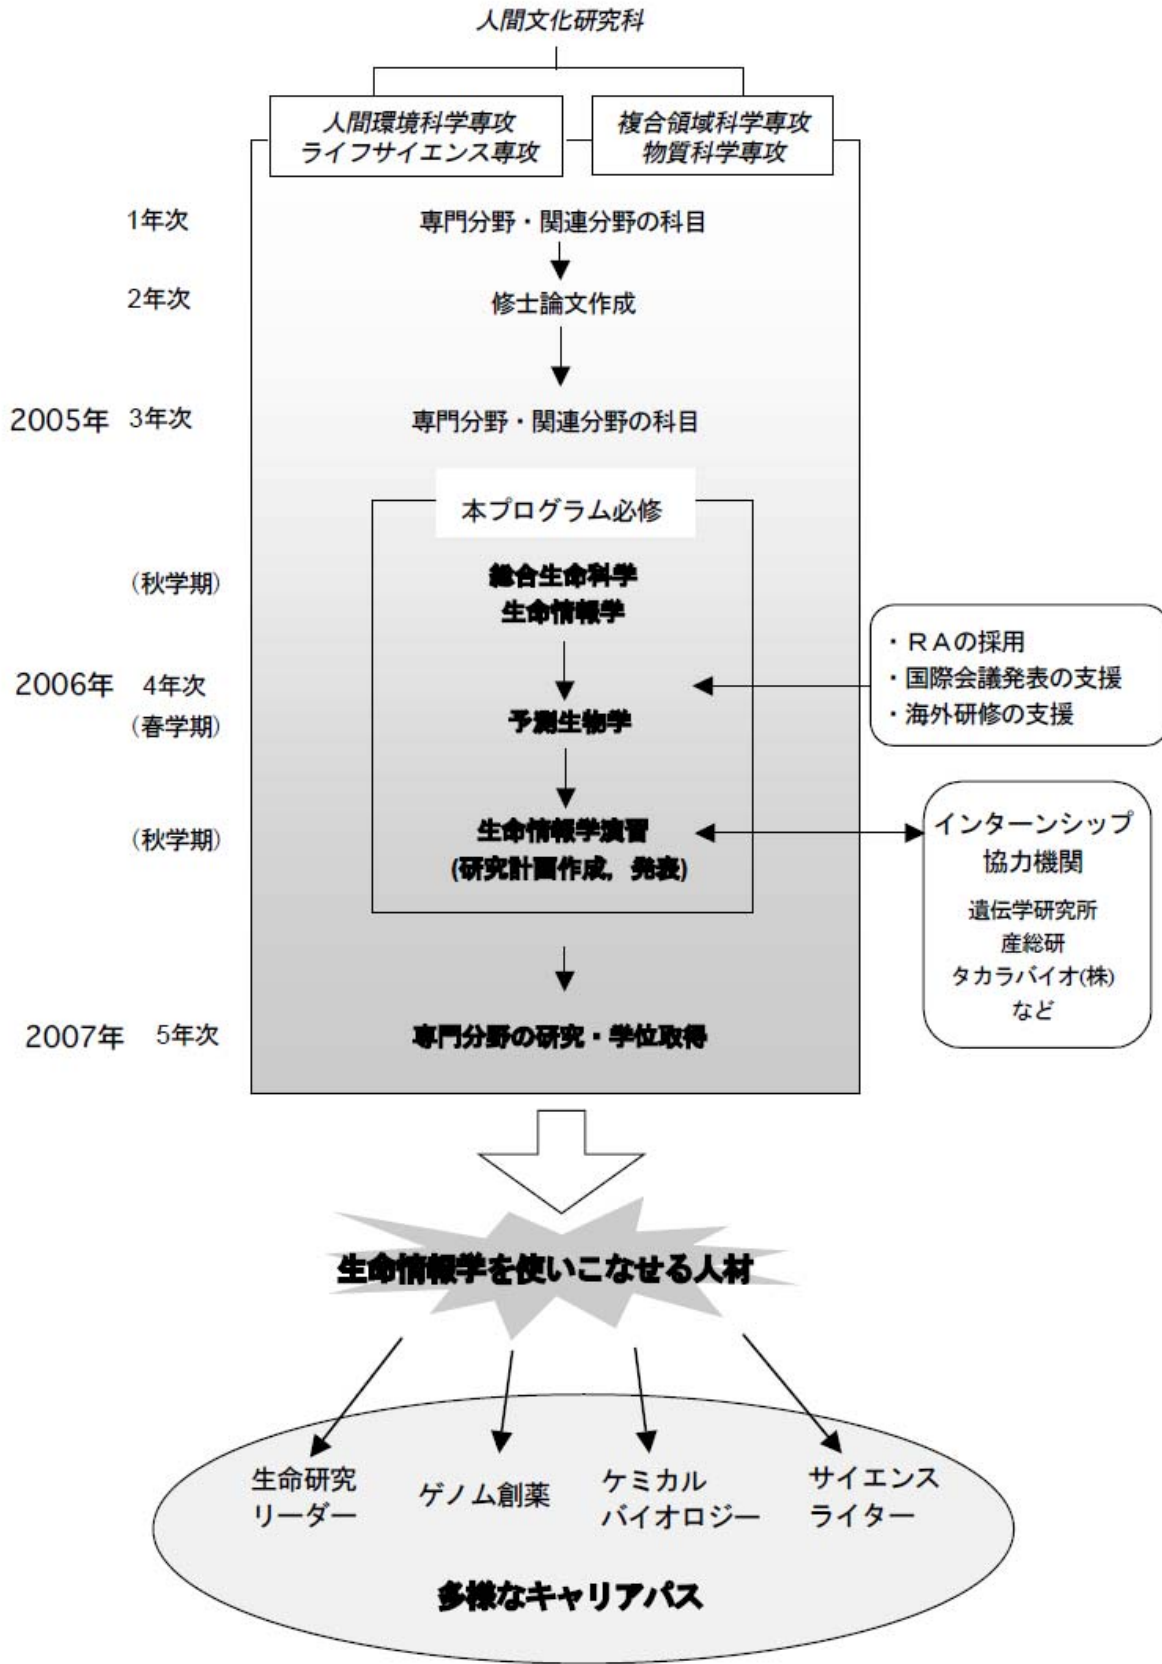 人間文化研究科
人間環境科学専攻
ライフサイエンス専攻
複合領域科学専攻
物質科学専攻
1年次
専門分野・関連分野の科目
2年次
修士論文作成
2005年 3年次
専門分野・関連分野の科目
本プログラム必修
(秋学期)
総合生命科学
生命情報学
・ＲＡの採用
・国際会議発表の支援
・海外研修の支援
2006年 4年次
(春学期)
予測生物学
(秋学期)
生命情報学演習
(研究計画作成，発表)
インターンシップ
協力機関
遺伝学研究所
産総研
タカラバイオ(株)
など
2007年 5年次
専門分野の研究・学位取得
生命情報学を使いこなせる人材
生命研究
リーダー
ゲノム創薬
ケミカル
バイオロジー
サイエンス
ライター
多様なキャリアパス